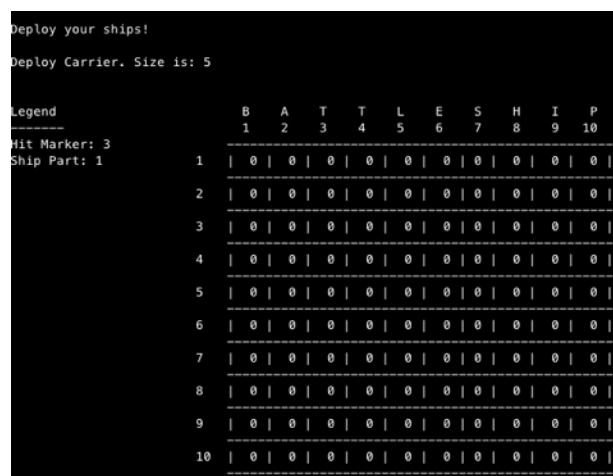 Deploy your ships!
Deploy Carrier. Size is: 5
Legend B A T T L E S H I P
------- 1 2 3 4 5 6 7 8 9 10
Hit Marker: 3
Ship Part: 1 1 | 0 | 0 | 0 | 0 | 0 | 0 | 0 | 0 | 0 | 0 |
2 | 0 | 0 | 0 | 0 | 0 | 0 | 0 | 0 | 0 | 0 |
3 | 0 | 0 | 0 | 0 | 0 | 0 | 0 | 0 | 0 | 0 |
4 | 0 | 0 | 0 | 0 | 0 | 0 | 0 | 0 | 0 | 0 |
5 | 0 | 0 | 0 | 0 | 0 | 0 | 0 | 0 | 0 | 0 |
6 | 0 | 0 | 0 | 0 | 0 | 0 | 0 | 0 | 0 | 0 |
7 | 0 | 0 | 0 | 0 | 0 | 0 | 0 | 0 | 0 | 0 |
8 | 0 | 0 | 0 | 0 | 0 | 0 | 0 | 0 | 0 | 0 |
9 | 0 | 0 | 0 | 0 | 0 | 0 | 0 | 0 | 0 | 0 |
10 | 0 | 0 | 0 | 0 | 0 | 0 | 0 | 0 | 0 | 0 |